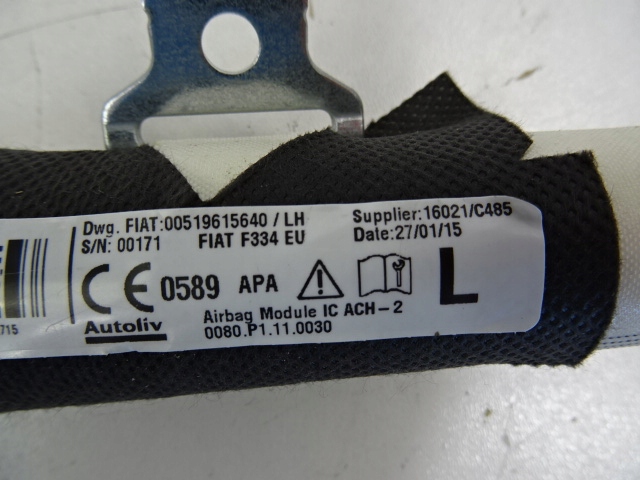 Dwg. FIAT:00519615640 / LH
Supplier:16021/C485
S/N: 00171 FIAT F334 EU
Date:27/01/15
CE 0589 APA
L
Autoliv
Airbag Module IC ACH-2
0080.P1.11.0030
715